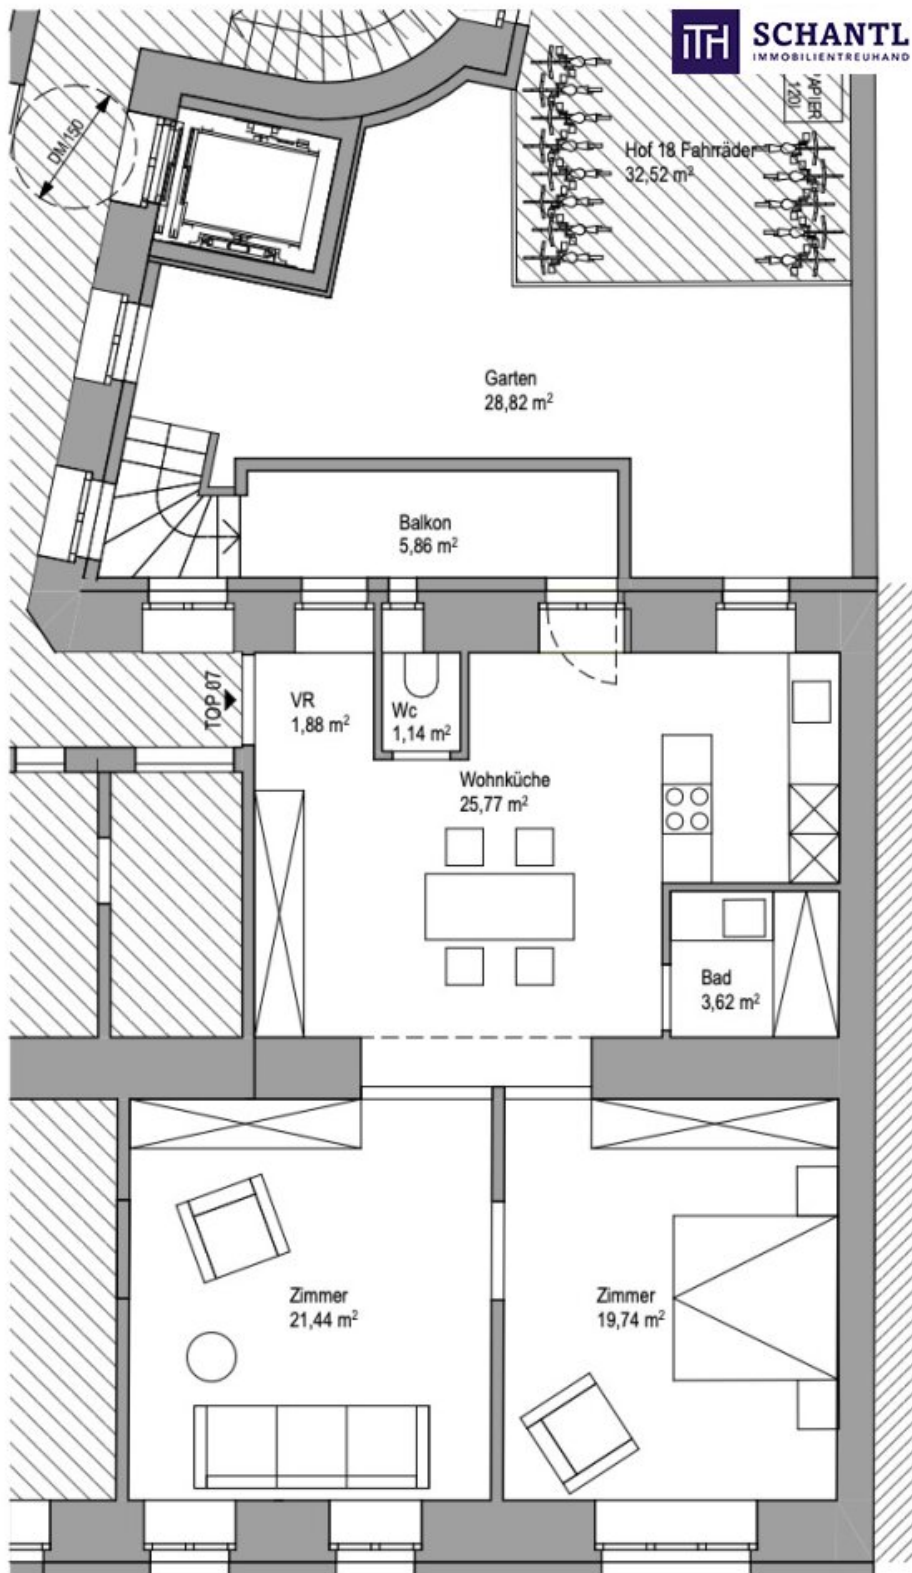 SCHANTL
IMMOBILIENTREUHAND
PAPIER
120l
DM 150
Hof 18 Fahrräder
32,52 m²
Garten
28,82 m²
Balkon
5,86 m²
TOP 07
VR
1,88 m²
Wc
1,14 m²
Wohnküche
25,77 m²
Bad
3,62 m²
Zimmer
21,44 m²
Zimmer
19,74 m²